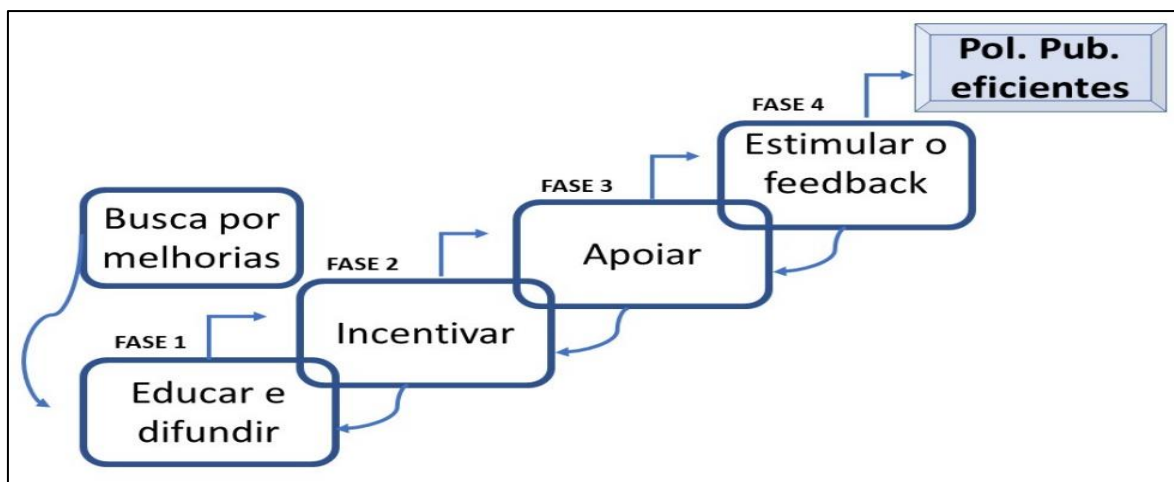 Pol. Pub.
eficientes
FASE 4
Estimular o
feedback
FASE 3
Apoiar
Busca por
melhorias
FASE 2
Incentivar
FASE 1
Educar e
difundir